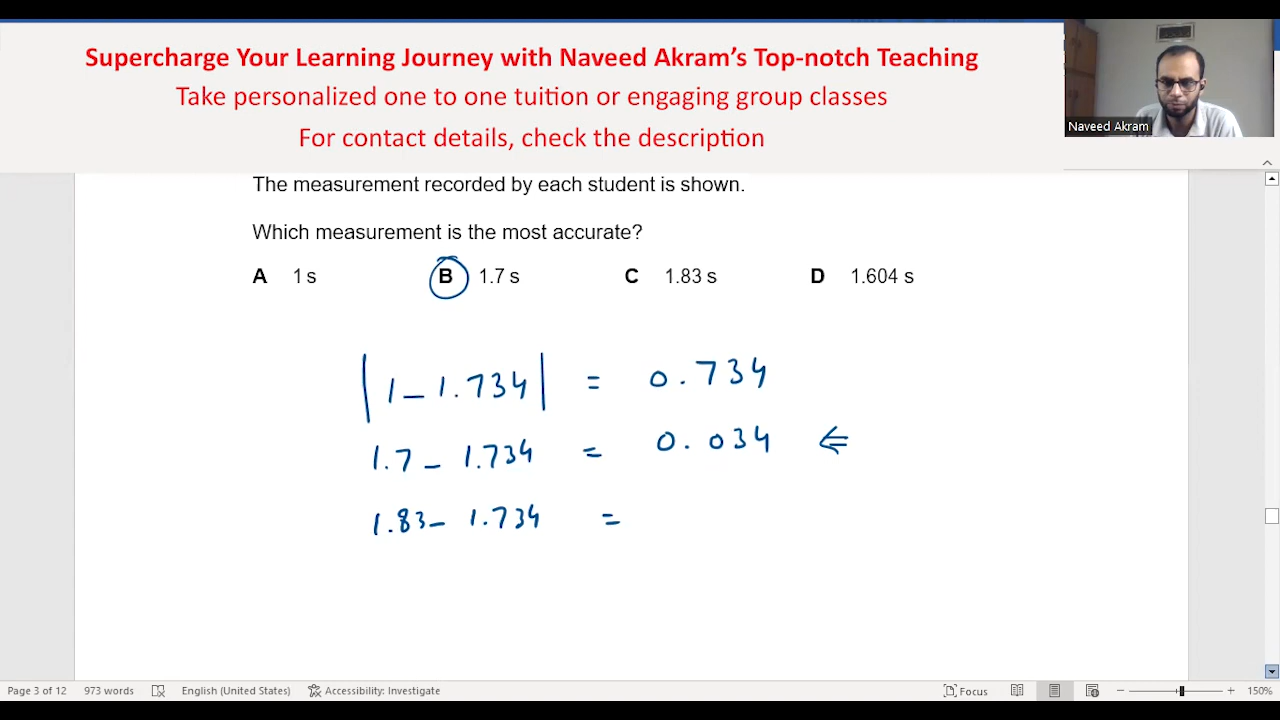 Supercharge Your Learning Journey with Naveed Akram’s Top-notch Teaching
Take personalized one to one tuition or engaging group classes
For contact details, check the description
Naveed Akram
The measurement recorded by each student is shown.
Which measurement is the most accurate?
A 1 s B 1.7 s C 1.83 s D 1.604 s
|1 – 1.734| = 0.734
1.7 – 1.734 = 0.034 ⇐
1.83 – 1.734 =
Page 3 of 12 973 words English (United States) Accessibility: Investigate Focus 150%